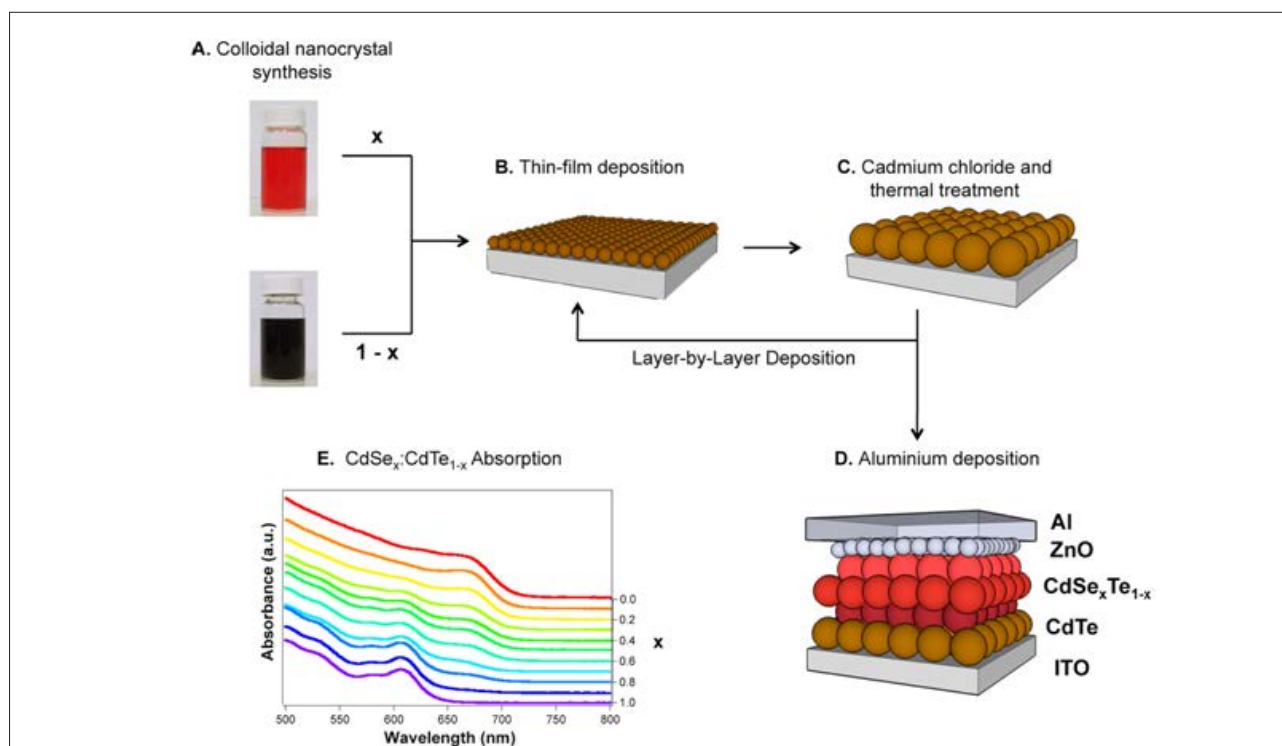 A. Colloidal nanocrystal
synthesis
x
1 - x
B. Thin-film deposition
C. Cadmium chloride and
thermal treatment
Layer-by-Layer Deposition
E. CdSeₓ:CdTe₁₋ₓ Absorption
Absorbance (a.u.)
0.0
0.2
0.4
0.6
0.8
1.0
x
500 550 600 650 700 750 800
Wavelength (nm)
D. Aluminium deposition
Al
ZnO
CdSeₓTe₁₋ₓ
CdTe
ITO